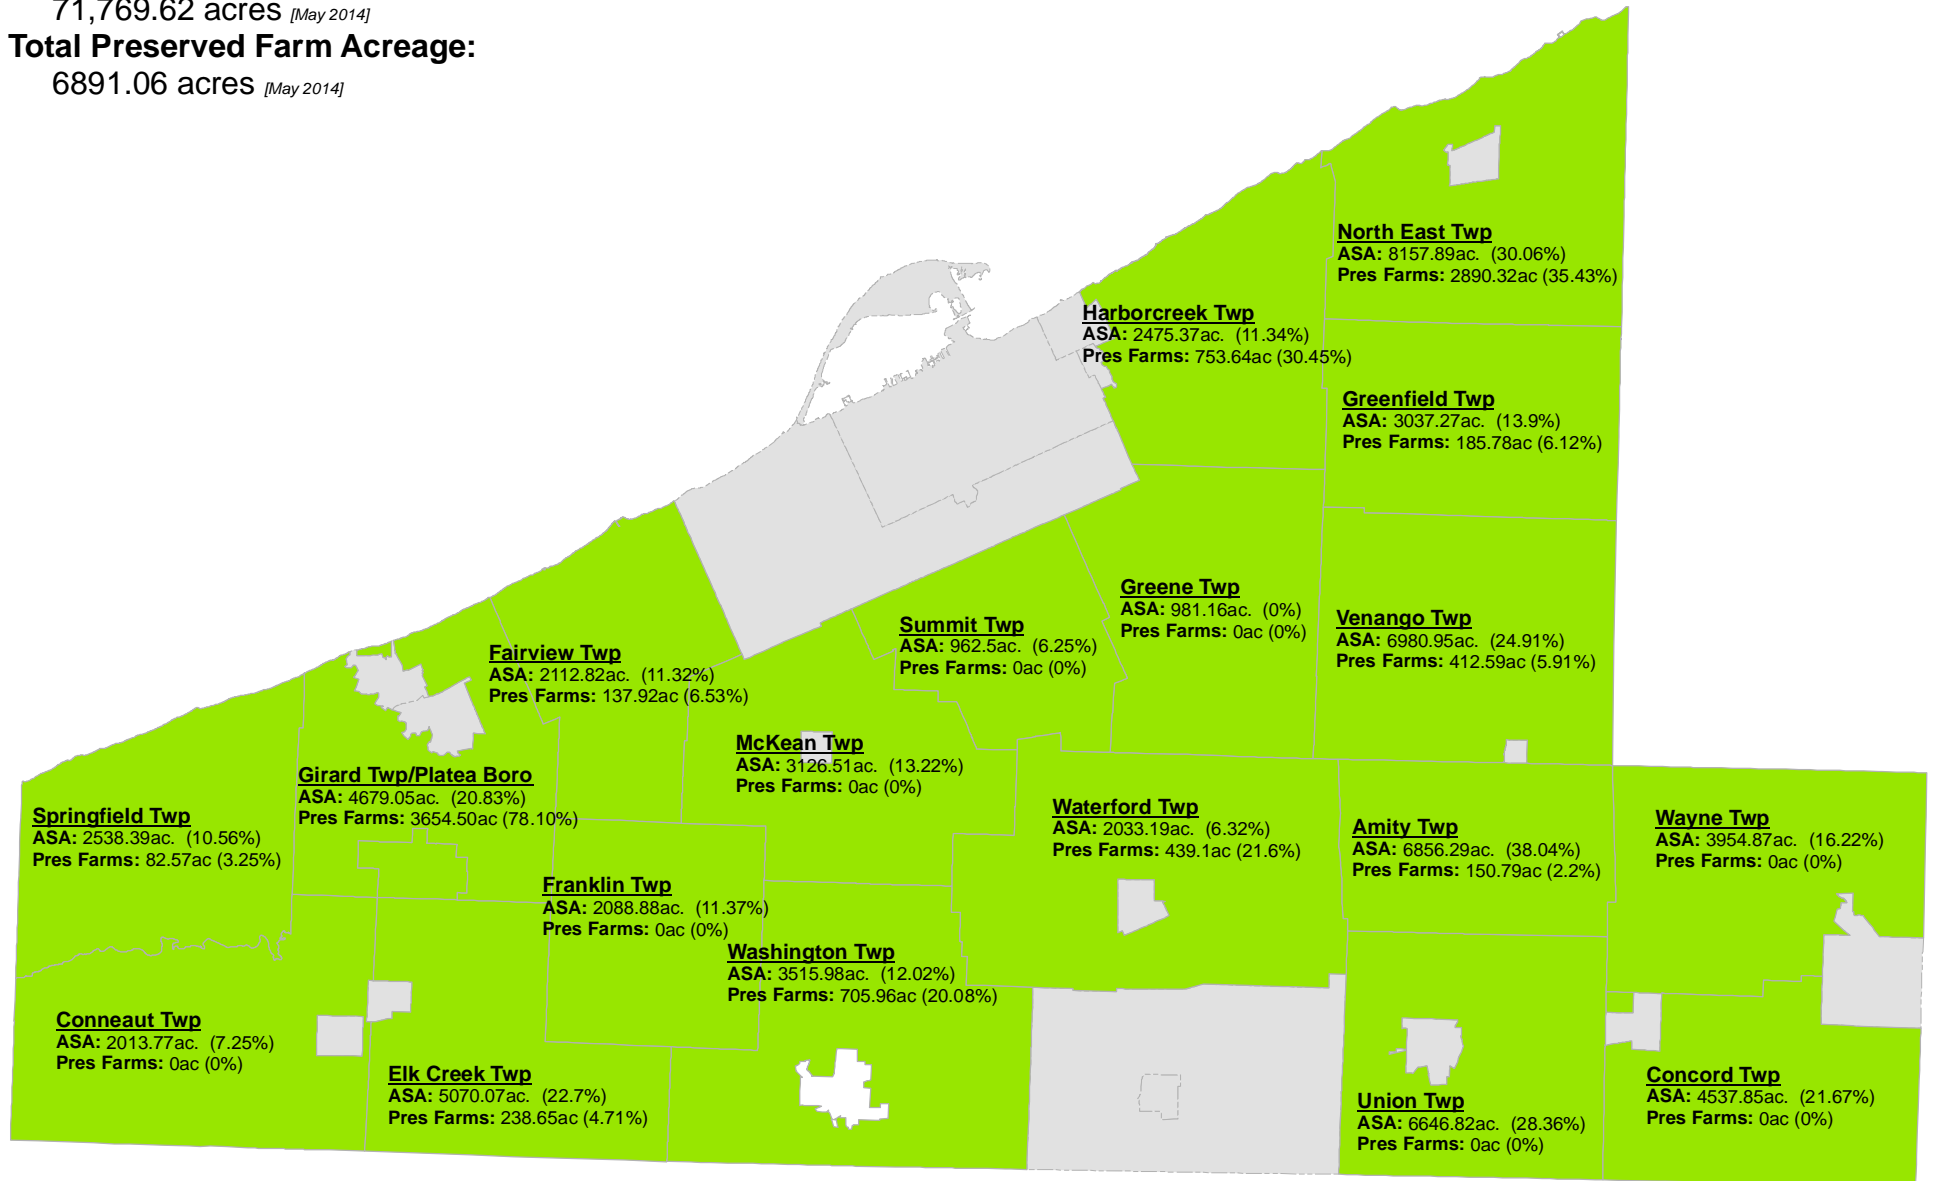 71,769.62 acres [May 2014]
Total Preserved Farm Acreage:
6891.06 acres [May 2014]
North East Twp
ASA: 8157.89ac. (30.06%)
Pres Farms: 2890.32ac (35.43%)
Harborcreek Twp
ASA: 2475.37ac. (11.34%)
Pres Farms: 753.64ac (30.45%)
Greenfield Twp
ASA: 3037.27ac. (13.9%)
Pres Farms: 185.78ac (6.12%)
Greene Twp
ASA: 981.16ac. (0%)
Pres Farms: 0ac (0%)
Summit Twp
ASA: 962.5ac. (6.25%)
Pres Farms: 0ac (0%)
Venango Twp
ASA: 6980.95ac. (24.91%)
Pres Farms: 412.59ac (5.91%)
Fairview Twp
ASA: 2112.82ac. (11.32%)
Pres Farms: 137.92ac (6.53%)
McKean Twp
ASA: 3126.51ac. (13.22%)
Pres Farms: 0ac (0%)
Girard Twp/Platea Boro
ASA: 4679.05ac. (20.83%)
Pres Farms: 3654.50ac (78.10%)
Springfield Twp
ASA: 2538.39ac. (10.56%)
Pres Farms: 82.57ac (3.25%)
Waterford Twp
ASA: 2033.19ac. (6.32%)
Pres Farms: 439.1ac (21.6%)
Amity Twp
ASA: 6856.29ac. (38.04%)
Pres Farms: 150.79ac (2.2%)
Wayne Twp
ASA: 3954.87ac. (16.22%)
Pres Farms: 0ac (0%)
Franklin Twp
ASA: 2088.88ac. (11.37%)
Pres Farms: 0ac (0%)
Washington Twp
ASA: 3515.98ac. (12.02%)
Pres Farms: 705.96ac (20.08%)
Conneaut Twp
ASA: 2013.77ac. (7.25%)
Pres Farms: 0ac (0%)
Elk Creek Twp
ASA: 5070.07ac. (22.7%)
Pres Farms: 238.65ac (4.71%)
Union Twp
ASA: 6646.82ac. (28.36%)
Pres Farms: 0ac (0%)
Concord Twp
ASA: 4537.85ac. (21.67%)
Pres Farms: 0ac (0%)